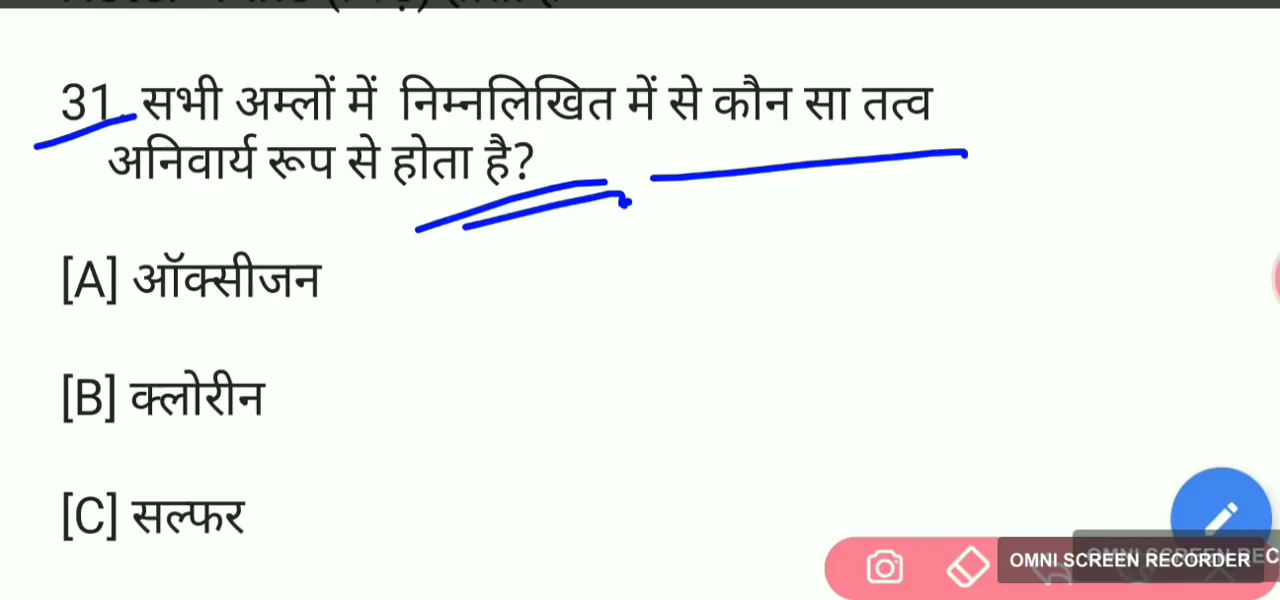 31. सभी अम्लों में निम्नलिखित में से कौन सा तत्व
अनिवार्य रूप से होता है?
[A] ऑक्सीजन
[B] क्लोरीन
[C] सल्फर
OMNI SCREEN RECORDER